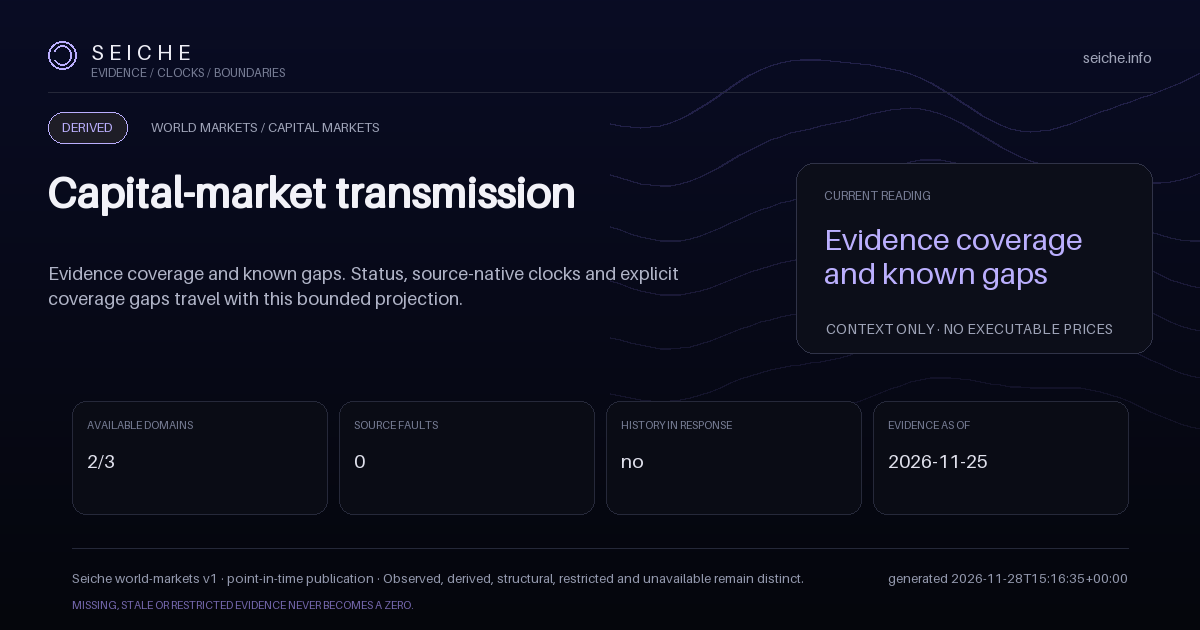 SEICHE
EVIDENCE / CLOCKS / BOUNDARIES
seiche.info
DERIVED
WORLD MARKETS / CAPITAL MARKETS
Capital-market transmission
Evidence coverage and known gaps. Status, source-native clocks and explicit
coverage gaps travel with this bounded projection.
CURRENT READING
Evidence coverage
and known gaps
CONTEXT ONLY · NO EXECUTABLE PRICES
AVAILABLE DOMAINS
2/3
SOURCE FAULTS
0
HISTORY IN RESPONSE
no
EVIDENCE AS OF
2026-11-25
Seiche world-markets v1 · point-in-time publication · Observed, derived, structural, restricted and unavailable remain distinct.
generated 2026-11-28T15:16:35+00:00
MISSING, STALE OR RESTRICTED EVIDENCE NEVER BECOMES A ZERO.